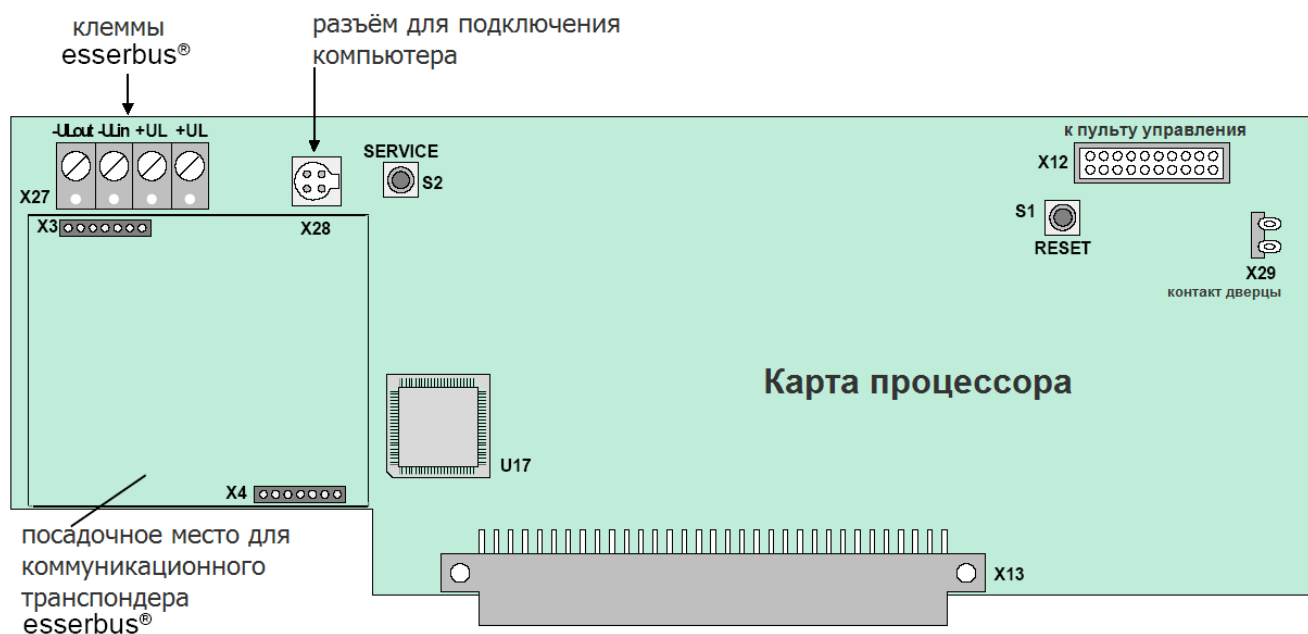 клеммы
esserbus®
разъём для подключения
компьютера
-ULout -ULin +UL +UL
X27
X3
X28
SERVICE
S2
к пульту управления
X12
S1
RESET
X29
контакт дверцы
Карта процессора
U17
X4
X13
посадочное место для
коммуникационного
транспондера
esserbus®